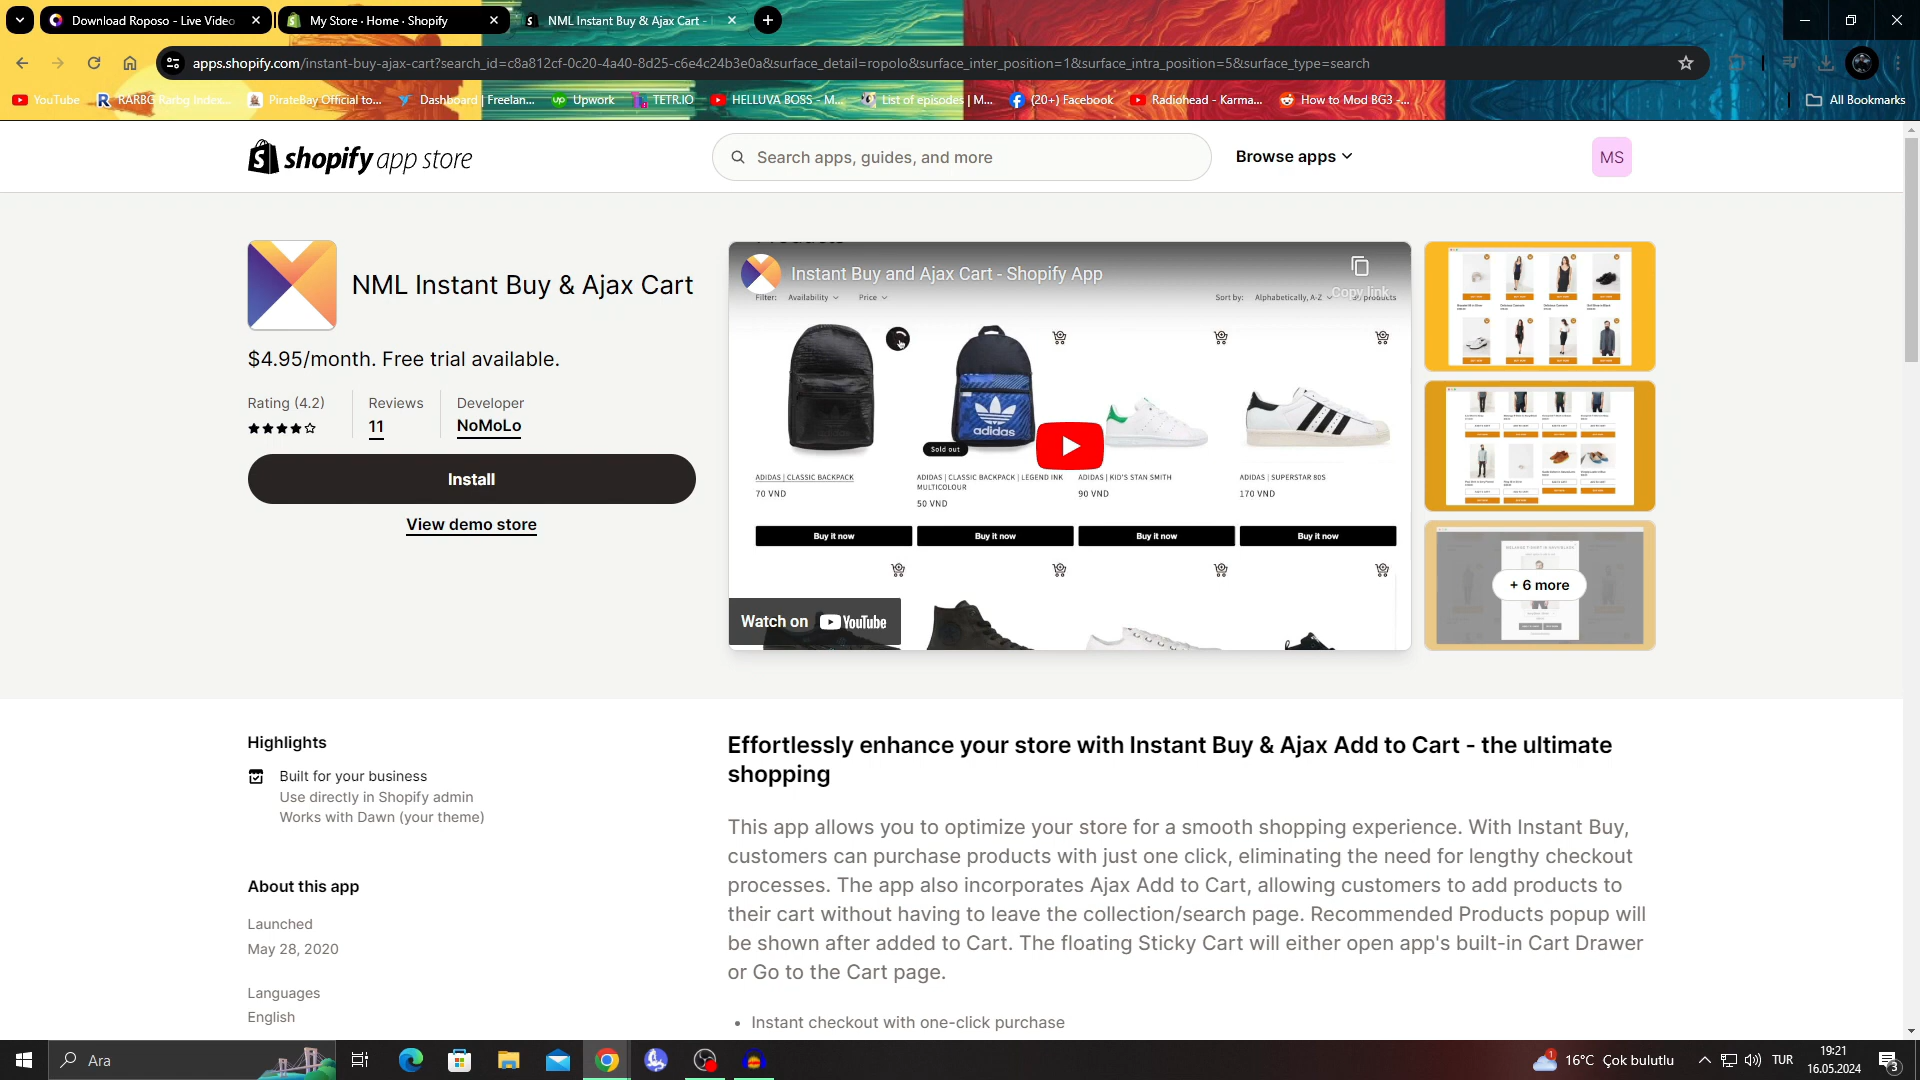 Download Roposo - Live Video
My Store · Home · Shopify
NML Instant Buy & Ajax Cart -
apps.shopify.com/instant-buy-ajax-cart?search_id=c8a812cf-0c20-4a40-8d25-c6e4c24b3e0a&surface_detail=ropolo&surface_inter_position=1&surface_intra_position=5&surface_type=search
YouTube
RARBG Rarbg Index...
PirateBay Official to...
Dashboard | Freelan...
Upwork
TETR.IO
HELLUVA BOSS - M...
List of episodes | M...
(20+) Facebook
Radiohead - Karma...
How to Mod BG3 -...
All Bookmarks
shopify app store
Search apps, guides, and more
Browse apps
MS
NML Instant Buy & Ajax Cart
$4.95/month. Free trial available.
Rating (4.2)
Reviews
11
Developer
NoMoLo
Install
View demo store
Instant Buy and Ajax Cart - Shopify App
Copy link
Filter: Availability Price
Sort by: Alphabetically, A-Z products
adidas
Sold out
ADIDAS | CLASSIC BACKPACK
70 VND
ADIDAS | CLASSIC BACKPACK | LEGEND INK
MULTICOLOUR
50 VND
ADIDAS | KID'S STAN SMITH
90 VND
ADIDAS | SUPERSTAR 80S
170 VND
Buy it now
Buy it now
Buy it now
Buy it now
Watch on YouTube
+ 6 more
Highlights
Built for your business
Use directly in Shopify admin
Works with Dawn (your theme)
About this app
Launched
May 28, 2020
Languages
English
Effortlessly enhance your store with Instant Buy & Ajax Add to Cart - the ultimate
shopping
This app allows you to optimize your store for a smooth shopping experience. With Instant Buy,
customers can purchase products with just one click, eliminating the need for lengthy checkout
processes. The app also incorporates Ajax Add to Cart, allowing customers to add products to
their cart without having to leave the collection/search page. Recommended Products popup will
be shown after added to Cart. The floating Sticky Cart will either open app's built-in Cart Drawer
or Go to the Cart page.
• Instant checkout with one-click purchase
Ara
1
16°C Çok bulutlu
TUR
19:21
16.05.2024
3